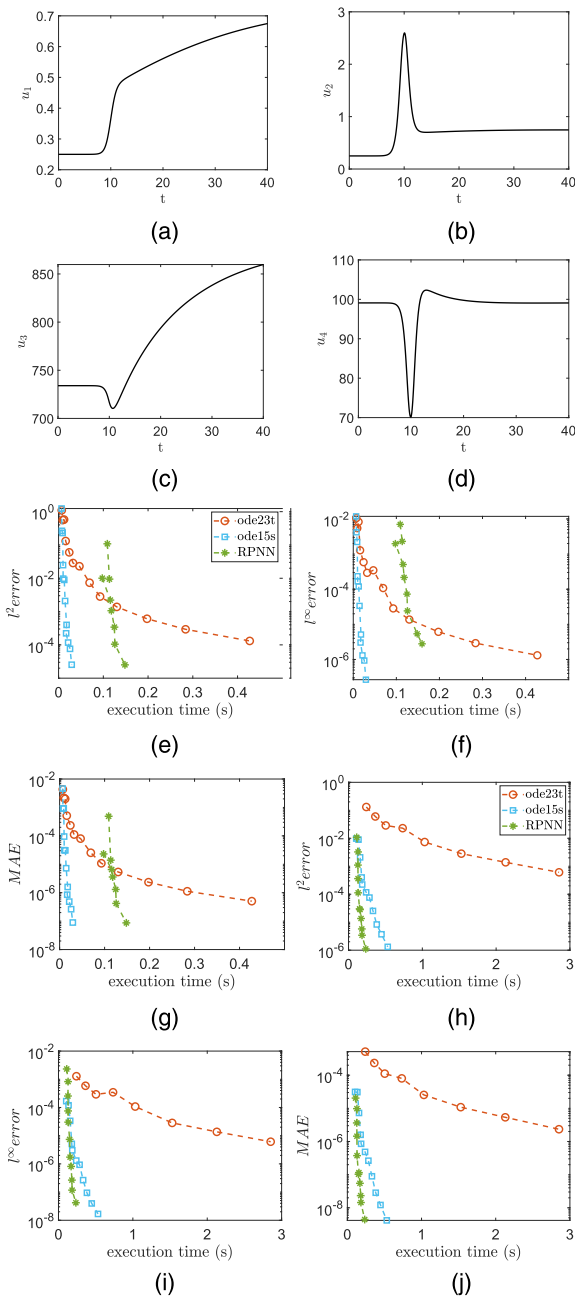 0.7
0.6
0.5
0.4
0.3
0.2
u1
0 10 20 30 40
t
(a)
3
2
1
0
u2
0 10 20 30 40
t
(b)
850
800
750
700
u3
0 10 20 30 40
t
(c)
110
100
90
80
70
u4
0 10 20 30 40
t
(d)
10^0
10^-2
10^-4
l^2error
ode23t
ode15s
RPNN
0 0.1 0.2 0.3 0.4
execution time (s)
(e)
10^-2
10^-4
10^-6
l^∞error
0 0.1 0.2 0.3 0.4
execution time (s)
(f)
10^-2
10^-4
10^-6
10^-8
MAE
0 0.1 0.2 0.3 0.4
execution time (s)
(g)
10^0
10^-2
10^-4
10^-6
l^2error
ode23t
ode15s
RPNN
0 1 2 3
execution time (s)
(h)
10^-2
10^-4
10^-6
10^-8
l^∞error
0 1 2 3
execution time (s)
(i)
10^-4
10^-6
10^-8
MAE
0 1 2 3
execution time (s)
(j)